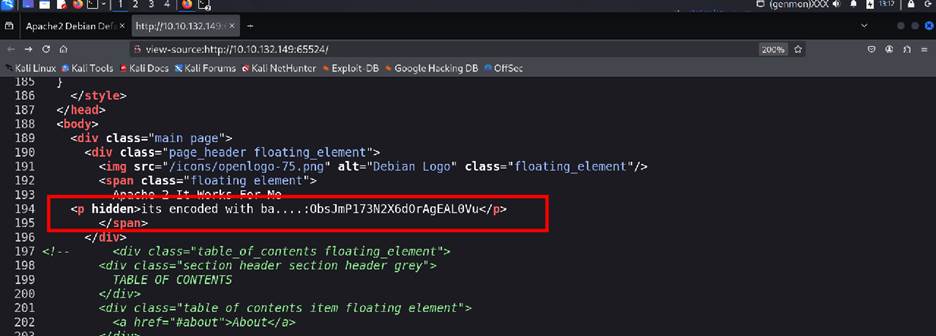 1 2 3 4
(genmon)XXX
13:12
Apache2 Debian Def
http://10.10.132.149:
view-source:http://10.10.132.149:65524/
200%
Kali Linux Kali Tools Kali Docs Kali Forums Kali NetHunter Exploit-DB Google Hacking DB OffSec
185 }
186 </style>
187 </head>
188 <body>
189 <div class="main page">
190 <div class="page_header floating_element">
191 <img src="/icons/openlogo-75.png" alt="Debian Logo" class="floating_element"/>
192 <span class="floating element">
193 Apache 2 It Works For Me
194 <p hidden>its encoded with ba....:ObsJmP173N2X6dOrAgEAL0Vu</p>
195 </span>
196 </div>
197 <!-- <div class="table_of_contents floating_element">
198 <div class="section header section header grey">
199 TABLE OF CONTENTS
200 </div>
201 <div class="table of contents item floating element">
202 <a href="#about">About</a>
203 </div>